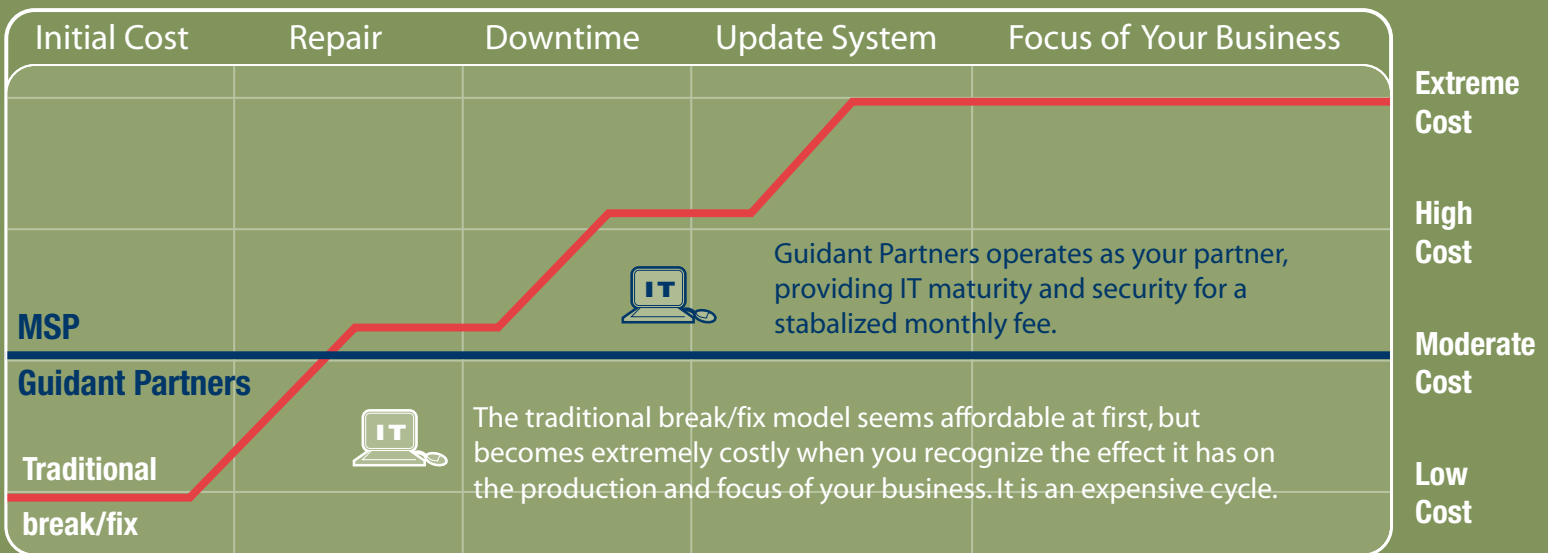 Initial Cost Repair Downtime Update System Focus of Your Business
Extreme
Cost
High
Cost
Guidant Partners operates as your partner,
providing IT maturity and security for a
stabalized monthly fee.
IT
MSP
Guidant Partners
Moderate
Cost
IT
The traditional break/fix model seems affordable at first, but
becomes extremely costly when you recognize the effect it has on
the production and focus of your business. It is an expensive cycle.
Traditional
break/fix
Low
Cost